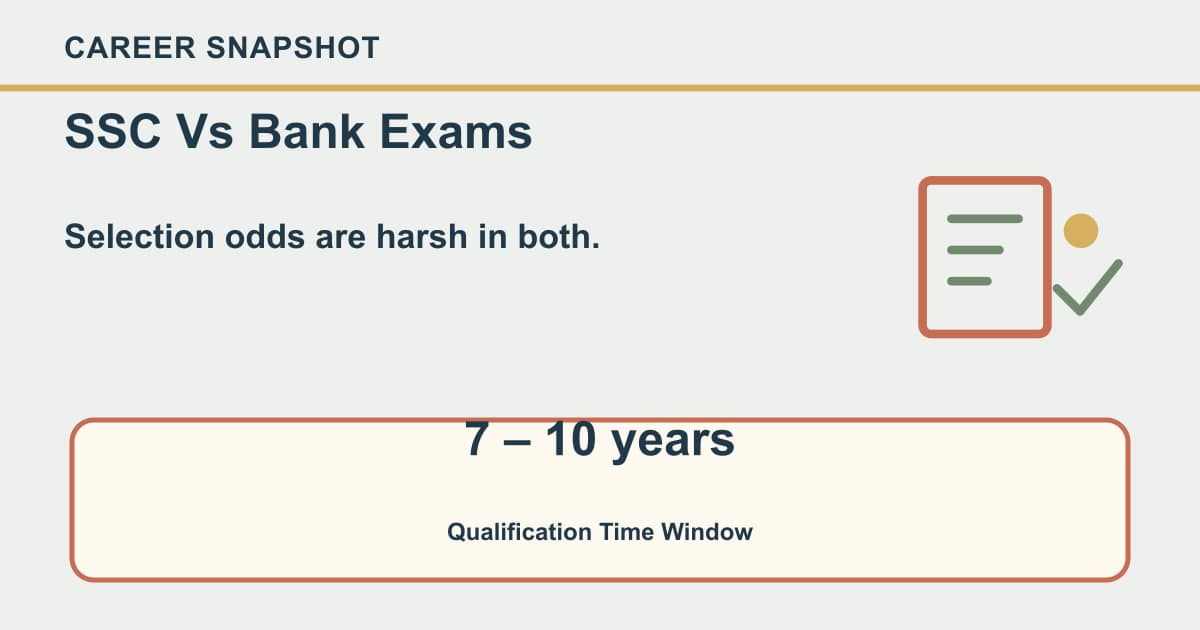 CAREER SNAPSHOT
SSC Vs Bank Exams
Selection odds are harsh in both.
7 – 10 years
Qualification Time Window